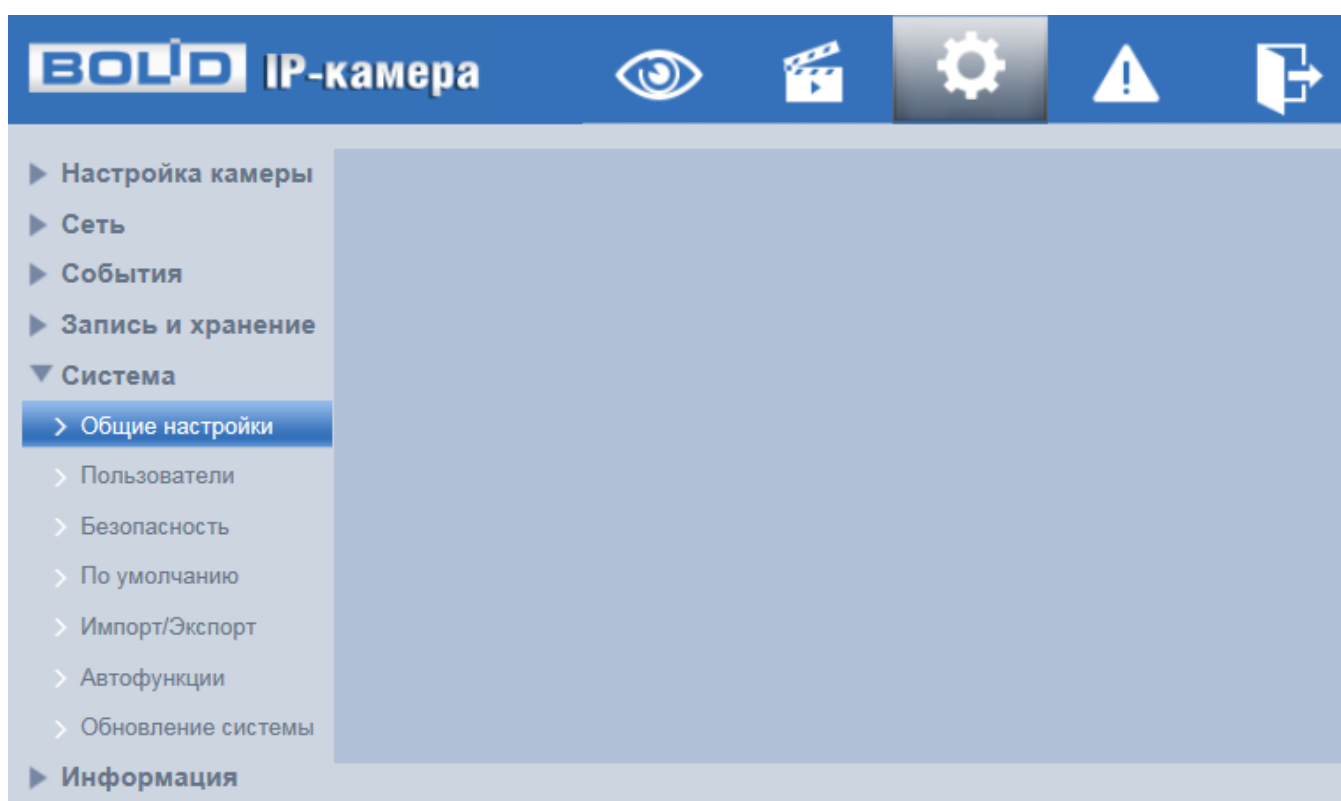 BOLID IP-камера
Настройка камеры
Сеть
События
Запись и хранение
Система
Общие настройки
Пользователи
Безопасность
По умолчанию
Импорт/Экспорт
Автофункции
Обновление системы
Информация